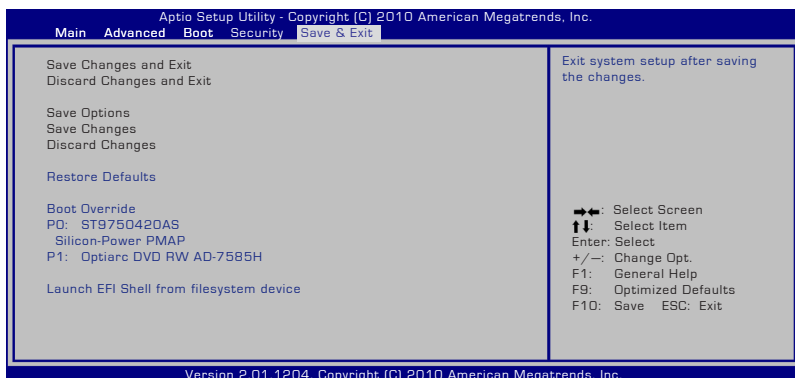 Aptio Setup Utility - Copyright (C) 2010 American Megatrends, Inc.
Main Advanced Boot Security Save & Exit
Save Changes and Exit
Discard Changes and Exit
Save Options
Save Changes
Discard Changes
Restore Defaults
Boot Override
P0: ST9750420AS
Silicon-Power PMAP
P1: Optiarc DVD RW AD-7585H
Launch EFI Shell from filesystem device
Exit system setup after saving
the changes.
→←: Select Screen
↑↓: Select Item
Enter: Select
+/—: Change Opt.
F1: General Help
F9: Optimized Defaults
F10: Save ESC: Exit
Version 2.01.1204. Copyright (C) 2010 American Megatrends, Inc.